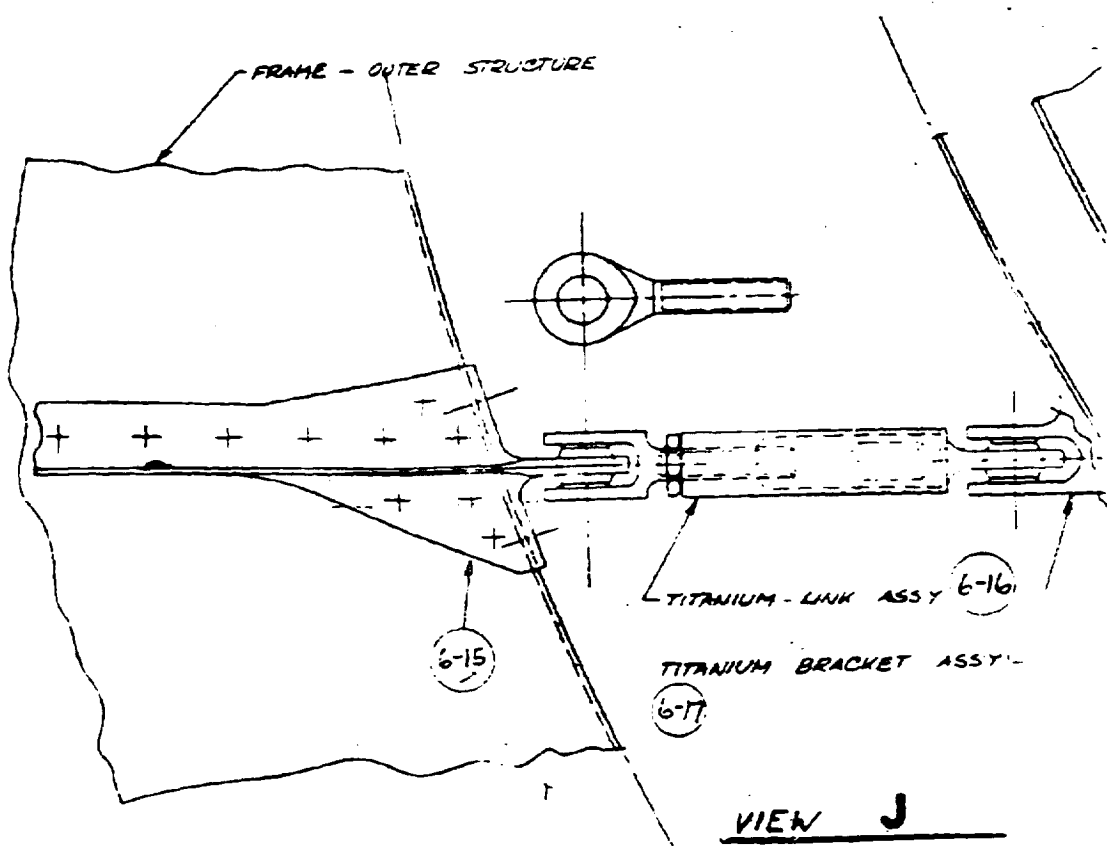 FRAME - OUTER STRUCTURE
TITANIUM - LINK ASSY 6-16
6-15
TITANIUM BRACKET ASSY -
6-17
VIEW J